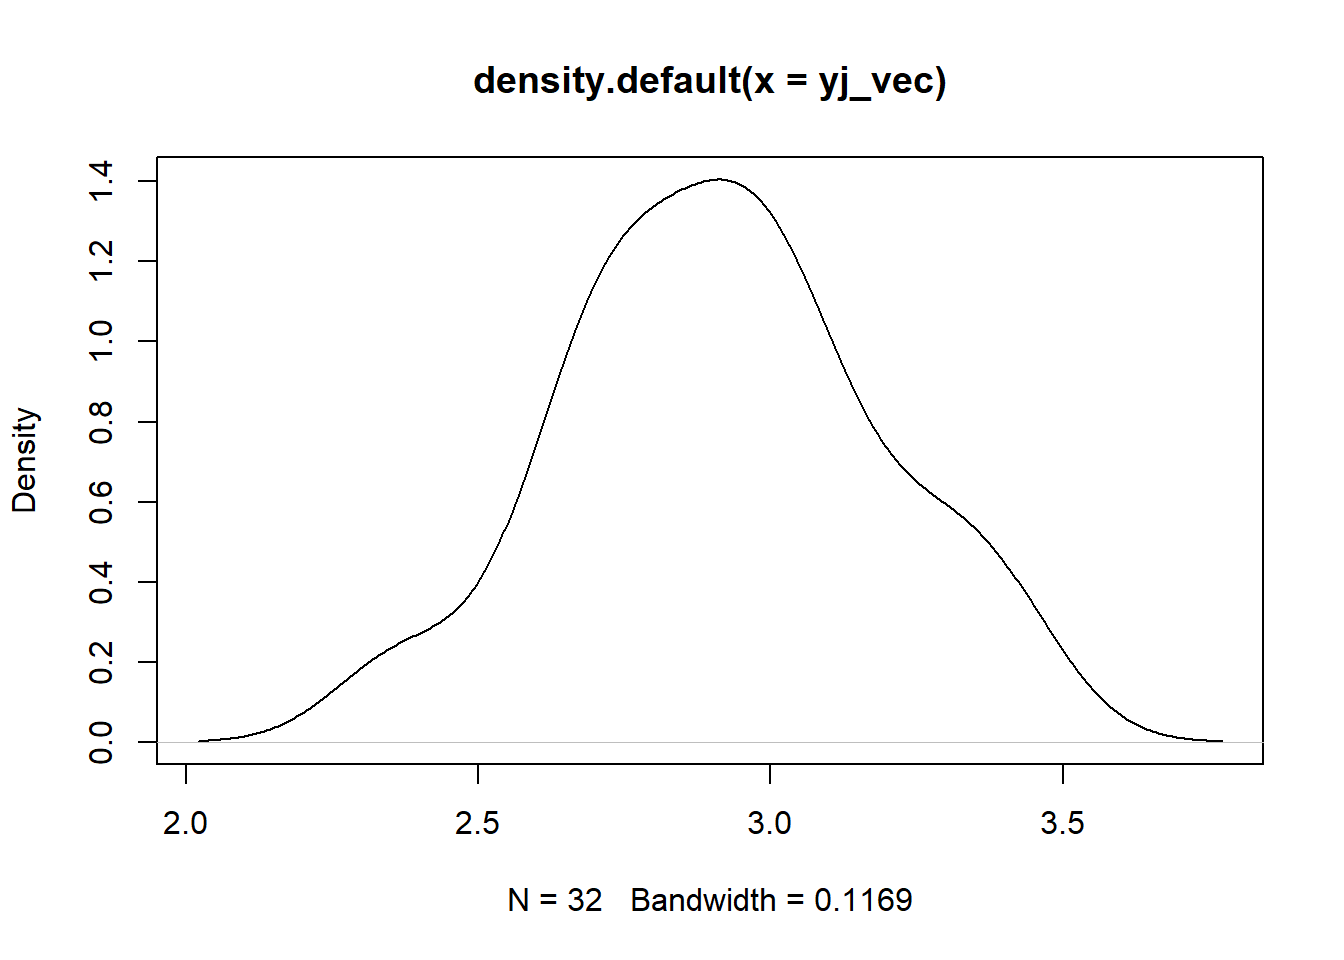 density.default(x = yj_vec)
Density
1.4
1.2
1.0
0.8
0.6
0.4
0.2
0.0
2.0 2.5 3.0 3.5
N = 32 Bandwidth = 0.1169